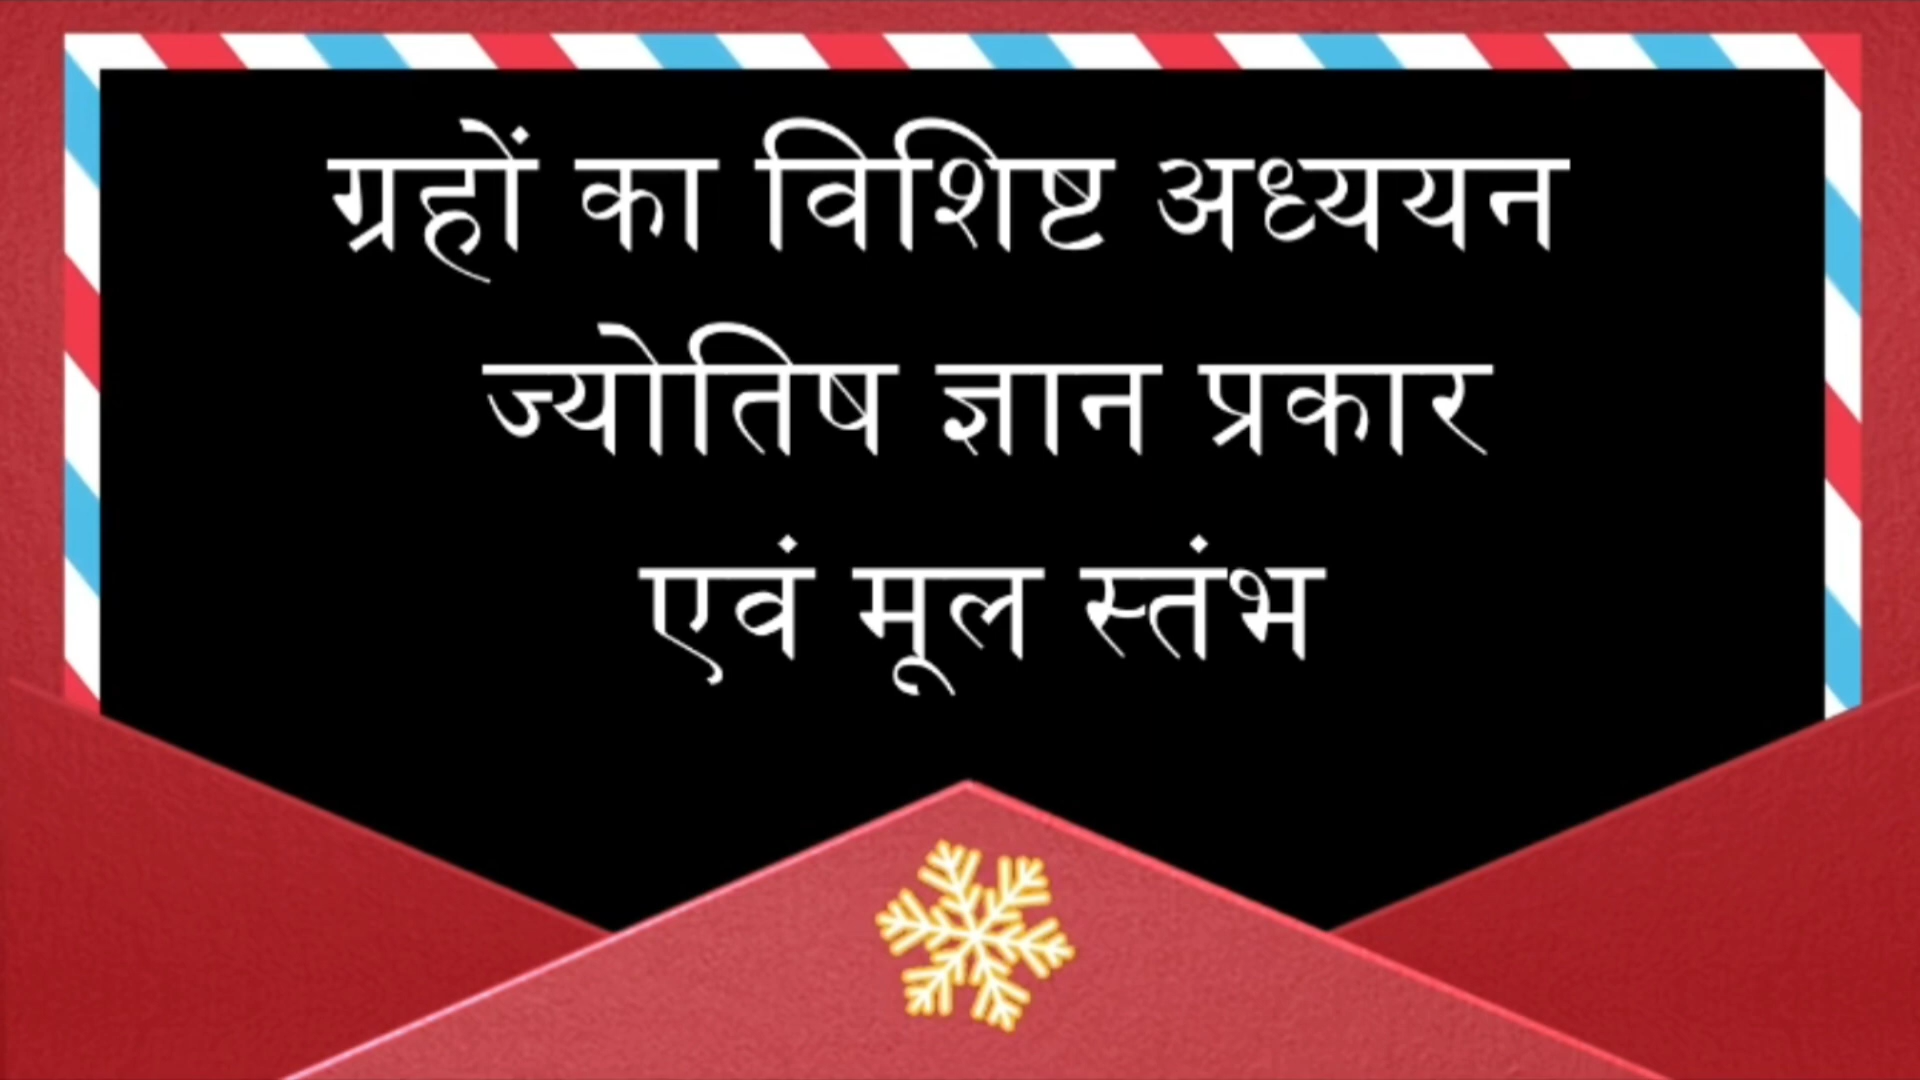 ग्रहों का विशिष्ट अध्ययन
ज्योतिष ज्ञान प्रकार
एवं मूल स्तंभ